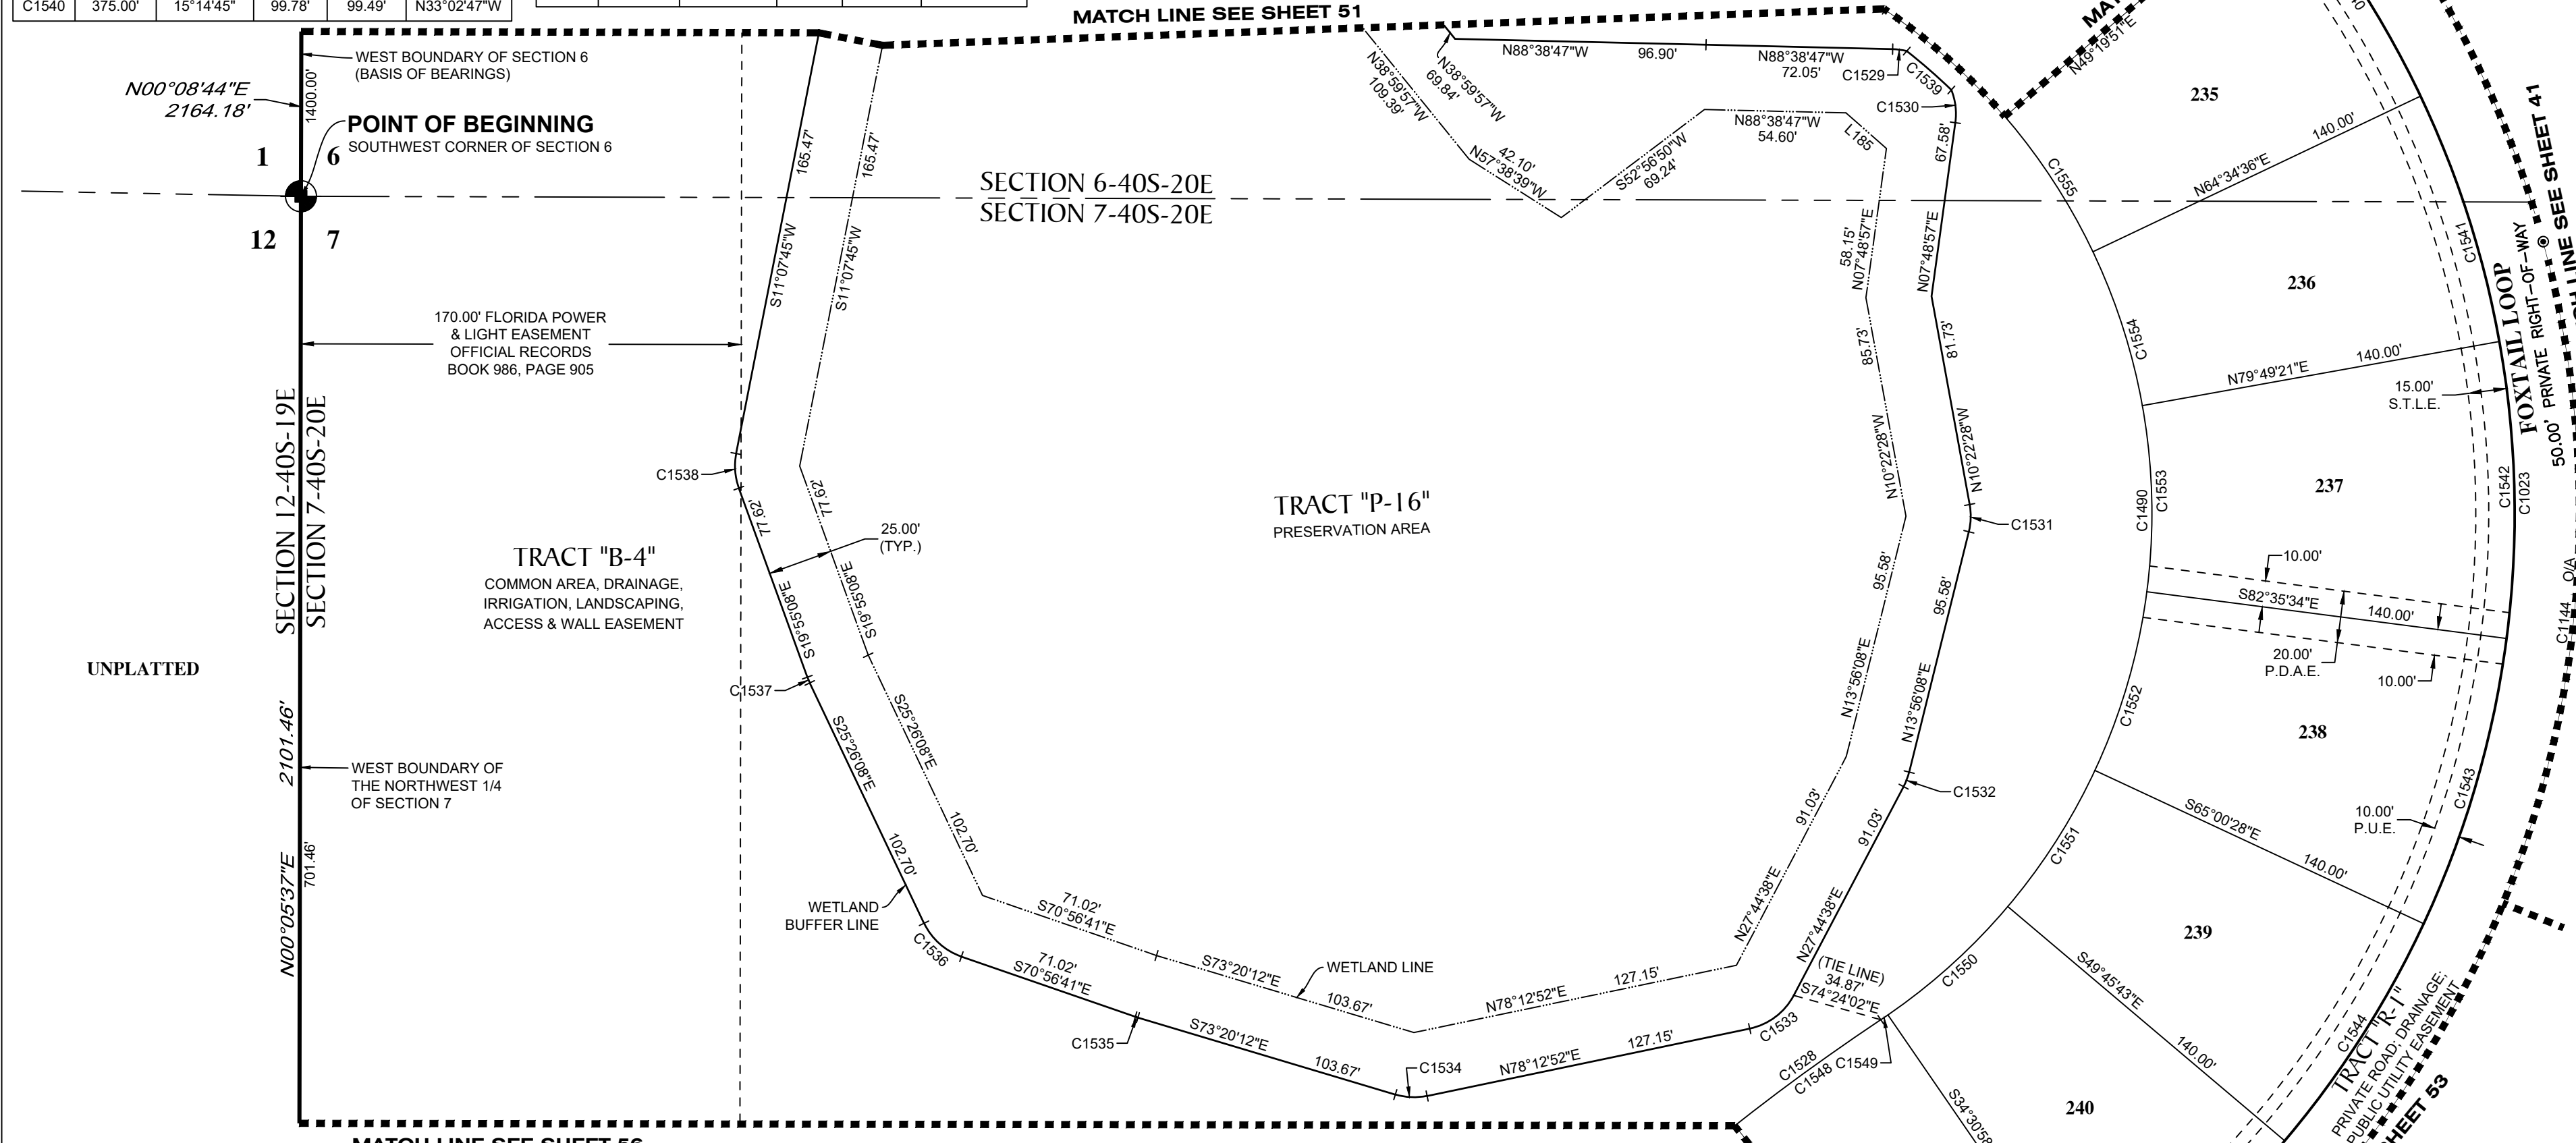 C1540 375.00' 15°14'45" 99.78' 99.49' N33°02'47"W
MATCH LINE SEE SHEET 51
WEST BOUNDARY OF SECTION 6
(BASIS OF BEARINGS)
N00°08'44"E
2164.18'
1400.00'
POINT OF BEGINNING
SOUTHWEST CORNER OF SECTION 6
1
6
12
7
SECTION 6-40S-20E
SECTION 7-40S-20E
165.47'
S11°07'45"W
165.47'
S11°07'45"W
N38°59'57"W
109.39'
N38°59'57"W
69.84'
N88°38'47"W 96.90'
N88°38'47"W
72.05'
C1529
C1539
C1530
N88°38'47"W
54.60'
L185
42.10'
N57°38'39"W
S52°56'50"W
69.24'
67.58'
N07°48'57"E
58.15'
N07°48'57"E
85.73'
N10°22'28"W
81.73'
N10°22'28"W
N49°19'51"E
235
140.00'
N64°34'36"E
C1555
236
C1554
140.00'
N79°49'21"E
C1541
FOXTAIL LOOP
50.00' PRIVATE RIGHT-OF-WAY
MATCH LINE SEE SHEET 41
15.00'
S.T.L.E.
237
C1490
C1553
C1542
C1023
170.00' FLORIDA POWER
& LIGHT EASEMENT
OFFICIAL RECORDS
BOOK 986, PAGE 905
SECTION 12-40S-19E
SECTION 7-40S-20E
C1538
77.62'
77.62'
25.00'
(TYP.)
S19°55'08"E
S19°55'08"E
TRACT "B-4"
COMMON AREA, DRAINAGE,
IRRIGATION, LANDSCAPING,
ACCESS & WALL EASEMENT
TRACT "P-16"
PRESERVATION AREA
C1531
95.58'
N13°56'08"E
95.58'
N13°56'08"E
10.00'
S82°35'34"E
140.00'
20.00'
P.D.A.E.
10.00'
O/A
C1144
UNPLATTED
C1537
S25°26'08"E
102.70'
S25°26'08"E
102.70'
2101.46'
N00°05'37"E
701.46'
WEST BOUNDARY OF
THE NORTHWEST 1/4
OF SECTION 7
C1532
C1552
238
C1543
10.00'
P.U.E.
91.03'
N27°44'38"E
91.03'
N27°44'38"E
C1551
S65°00'28"E
140.00'
WETLAND
BUFFER LINE
C1536
71.02'
S70°56'41"E
71.02'
S70°56'41"E
S73°20'12"E
103.67'
WETLAND LINE
N78°12'52"E
127.15'
239
C1550
S49°45'43"E
140.00'
(TIE LINE)
34.87'
S74°24'02"E
C1533
C1535
S73°20'12"E
103.67'
C1534
N78°12'52"E
127.15'
C1528
C1548
C1549
S34°30'58
240
C1544
TRACT "R-1"
PRIVATE ROAD; DRAINAGE;
PUBLIC UTILITY EASEMENT
SHEET 53
MATCH LINE SEE SHEET 56